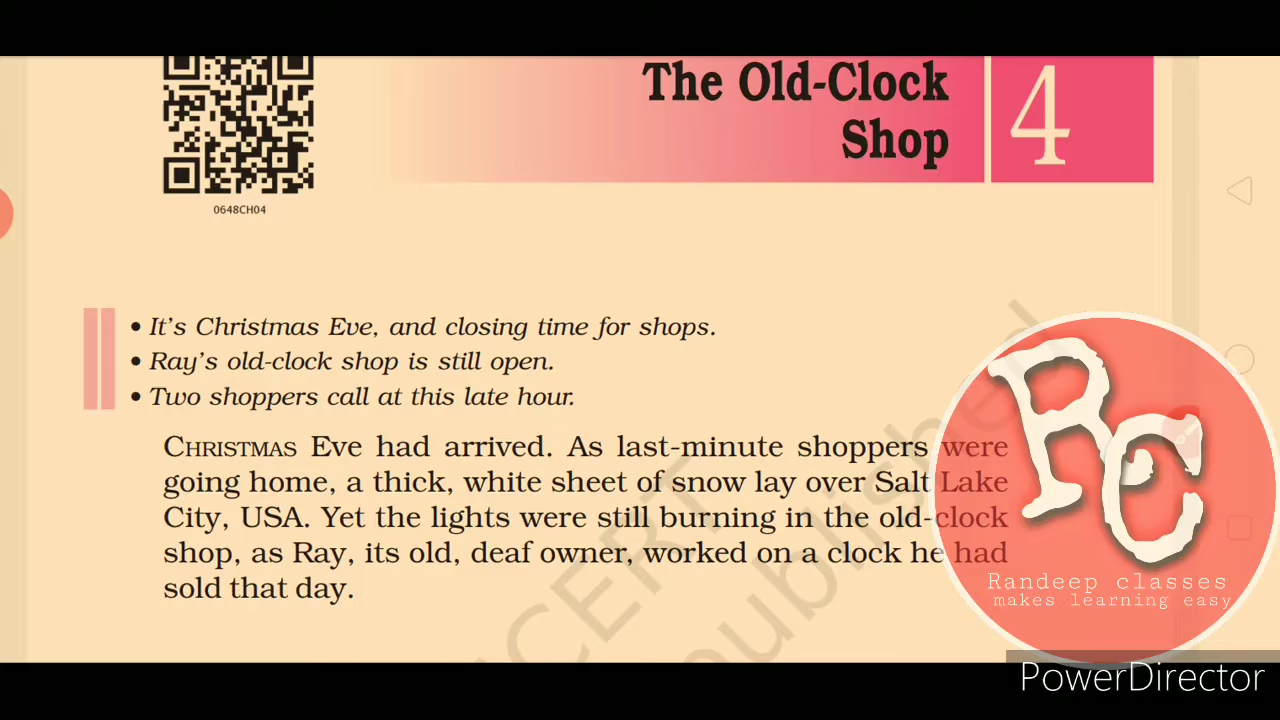 The Old-Clock
Shop
4
0648CH04
• It's Christmas Eve, and closing time for shops.
• Ray's old-clock shop is still open.
• Two shoppers call at this late hour.
CHRISTMAS Eve had arrived. As last-minute shoppers were
going home, a thick, white sheet of snow lay over Salt Lake
City, USA. Yet the lights were still burning in the old-clock
shop, as Ray, its old, deaf owner, worked on a clock he had
sold that day.
NCERT
published
RC
Randeep classes
makes learning easy
PowerDirector